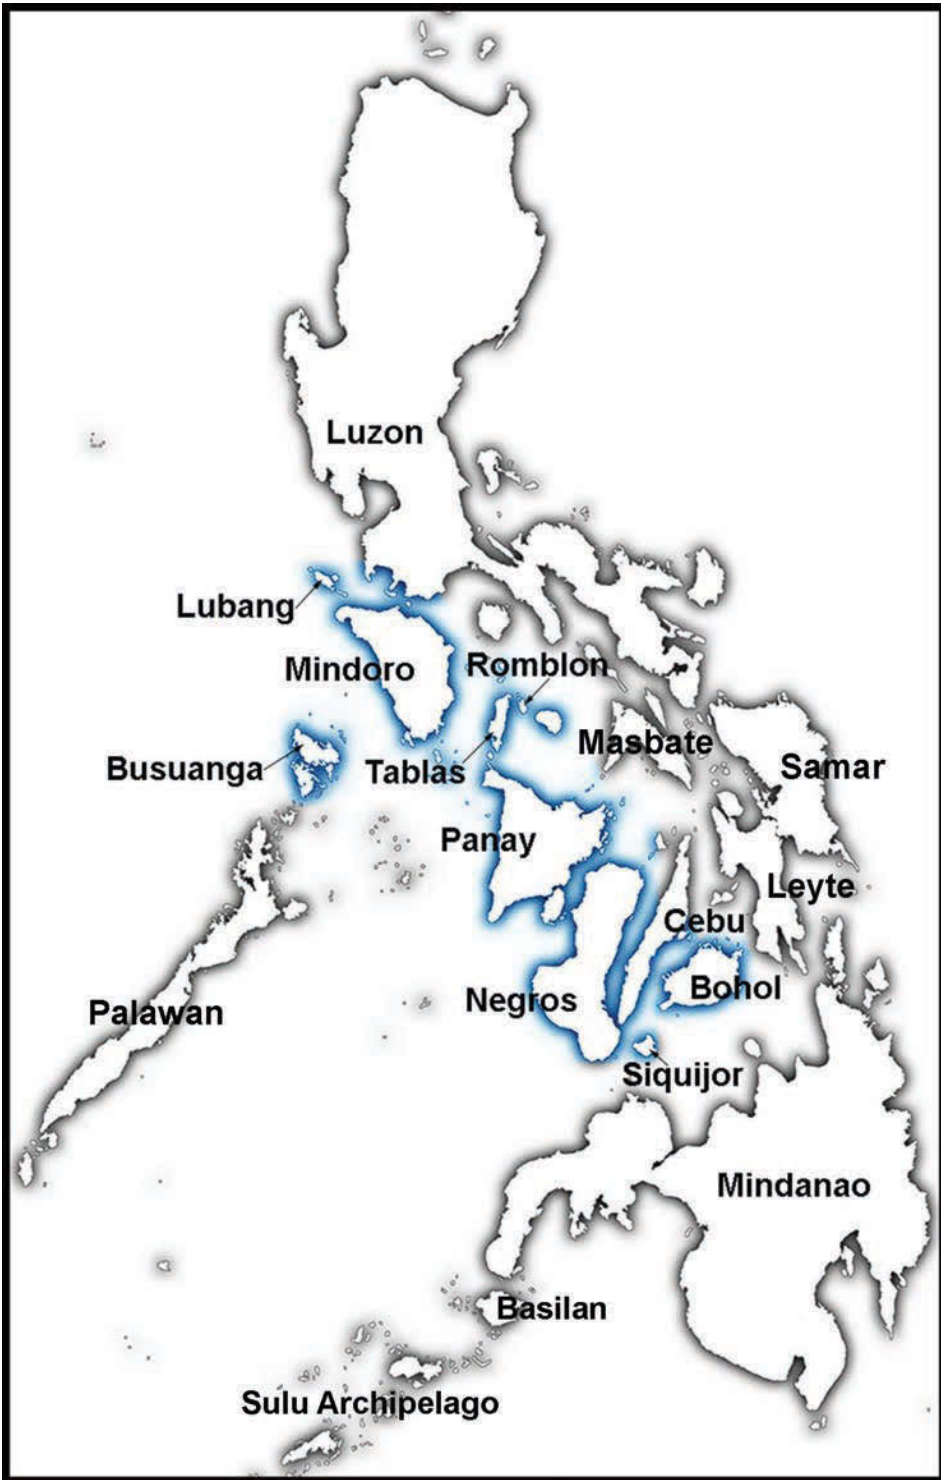 Luzon
Lubang
Mindoro
Romblon
Busuanga
Tablas
Masbate
Samar
Panay
Leyte
Cebu
Palawan
Negros
Bohol
Siquijor
Mindanao
Basilan
Sulu Archipelago